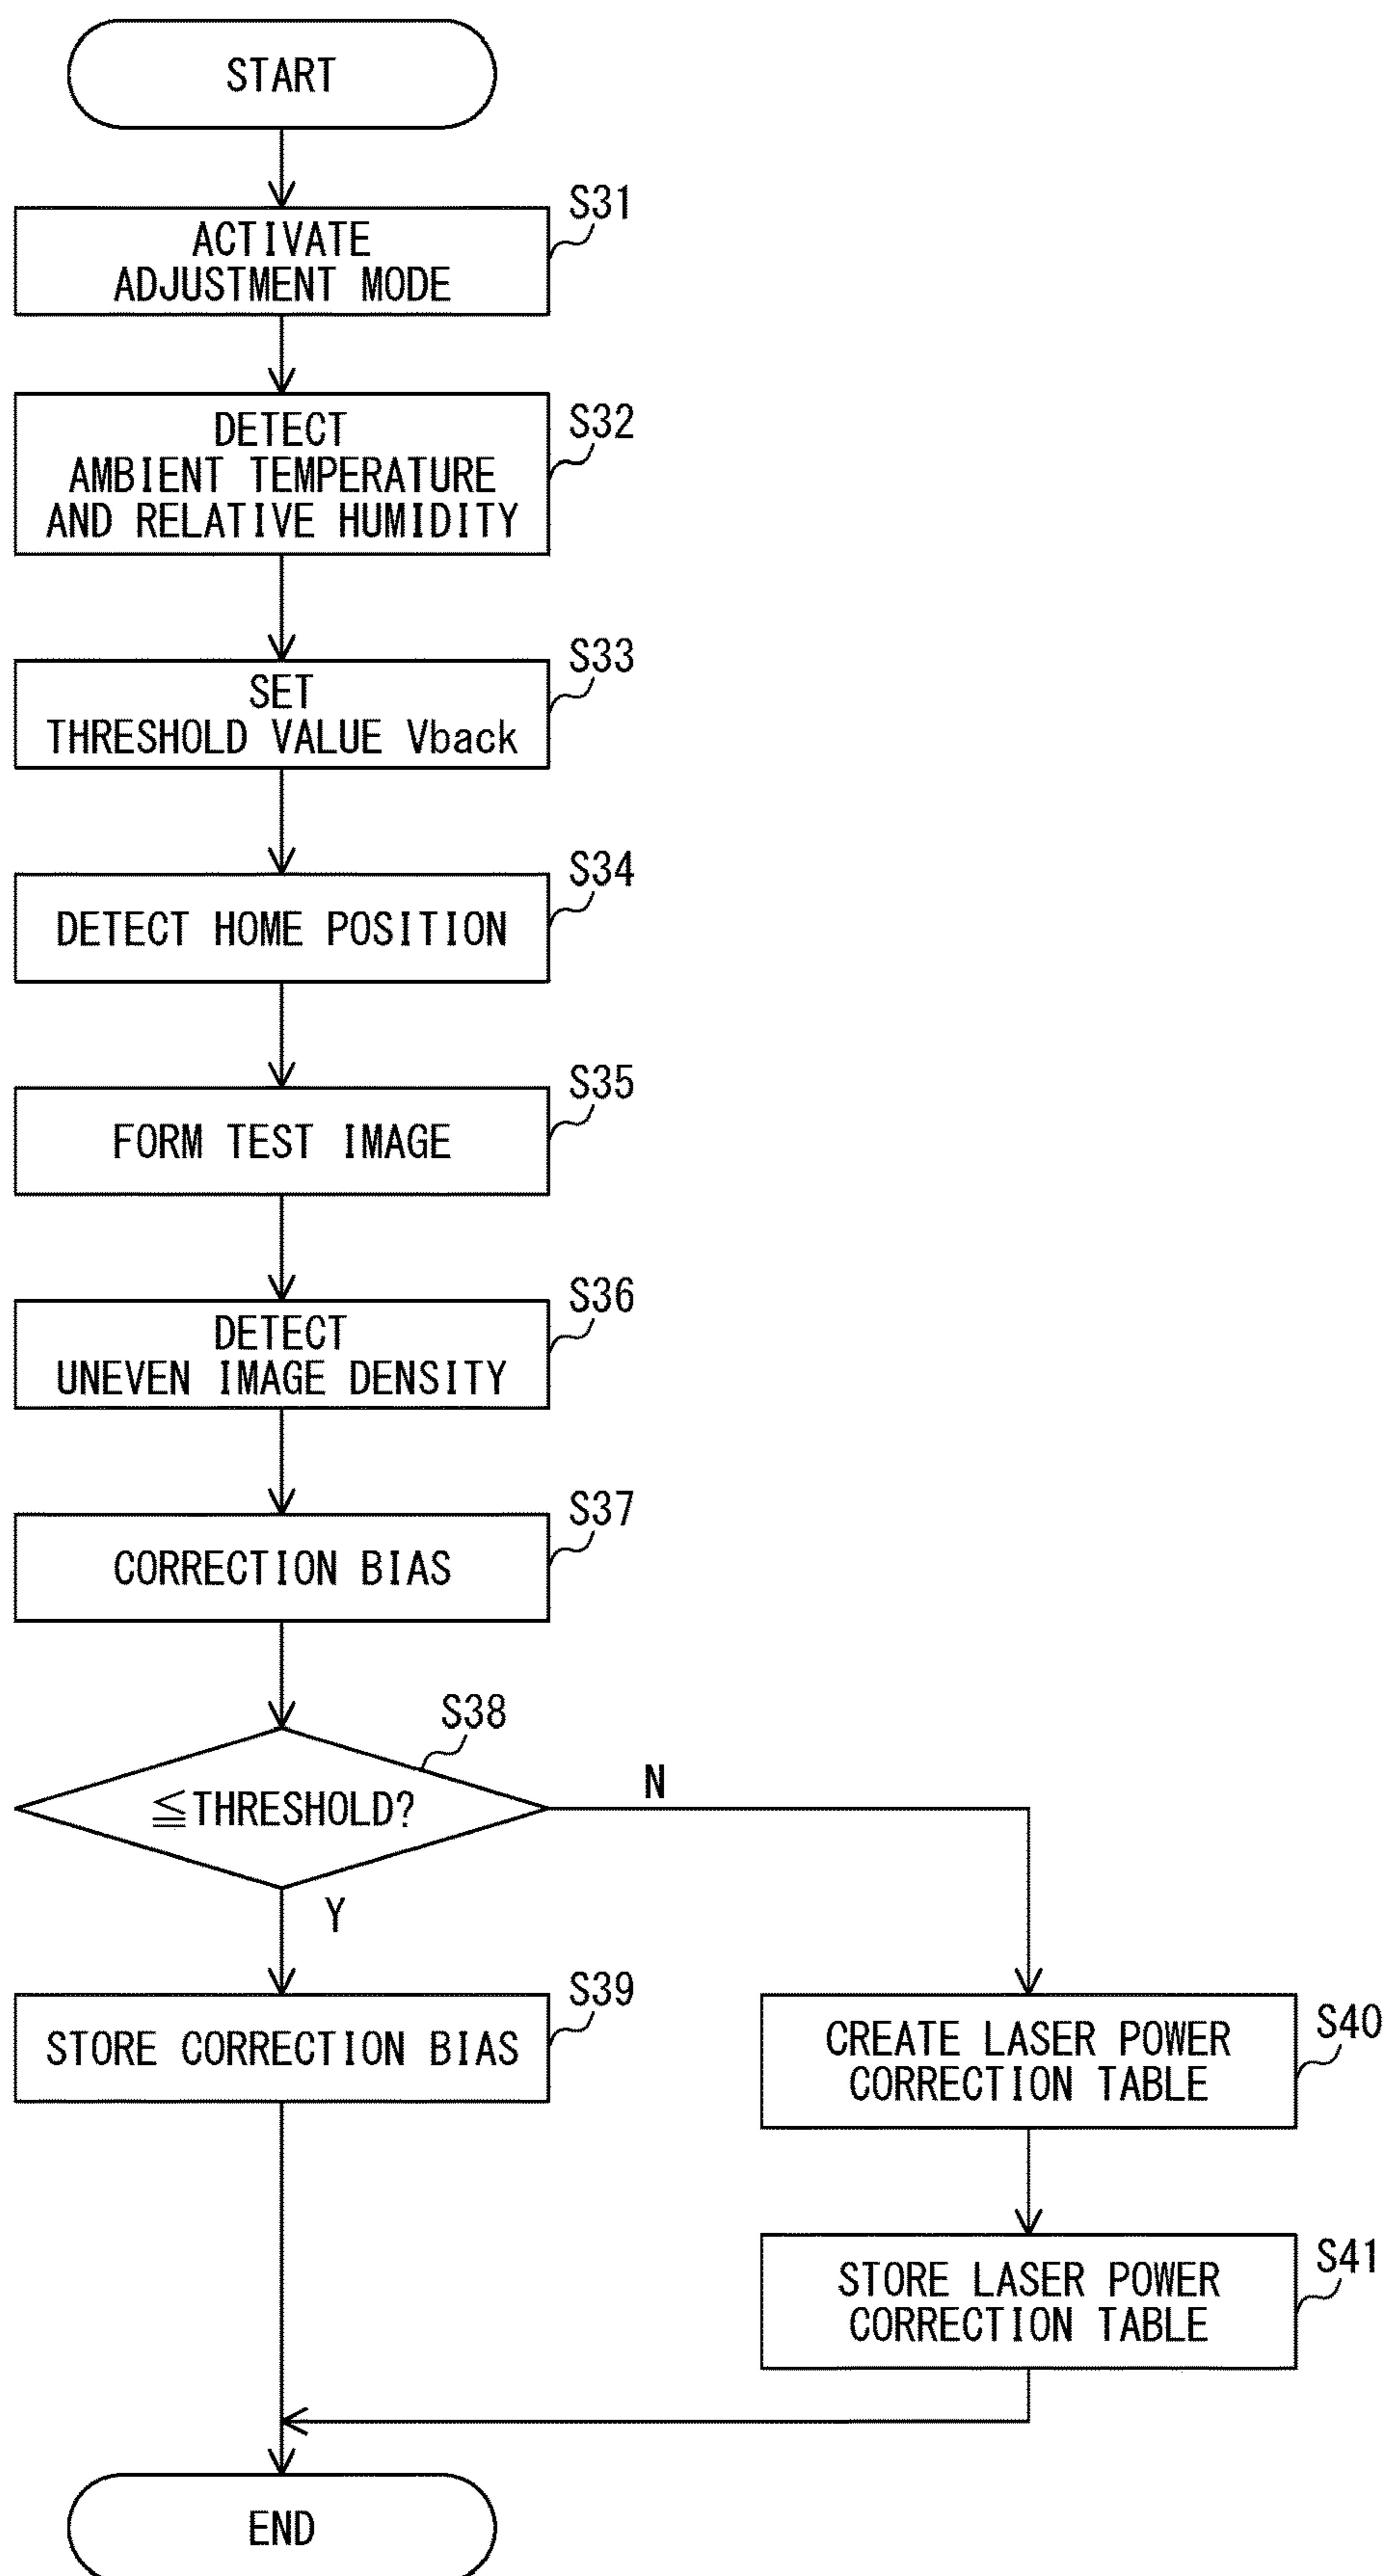 START
S31
ACTIVATE
ADJUSTMENT MODE
S32
DETECT
AMBIENT TEMPERATURE
AND RELATIVE HUMIDITY
S33
SET
THRESHOLD VALUE Vback
S34
DETECT HOME POSITION
S35
FORM TEST IMAGE
S36
DETECT
UNEVEN IMAGE DENSITY
S37
CORRECTION BIAS
S38
≦THRESHOLD?
N
Y
S39
STORE CORRECTION BIAS
S40
CREATE LASER POWER
CORRECTION TABLE
S41
STORE LASER POWER
CORRECTION TABLE
END